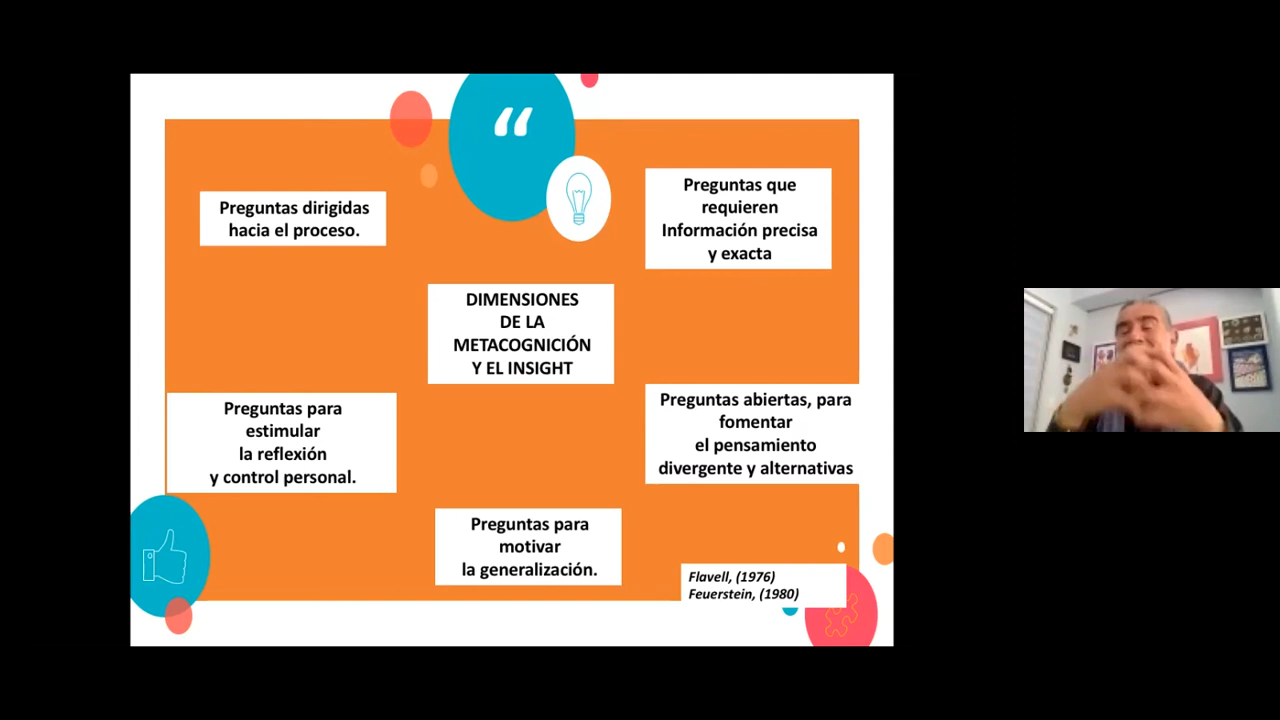 “
Preguntas dirigidas
hacia el proceso.
Preguntas que
requieren
Información precisa
y exacta
DIMENSIONES
DE LA
METACOGNICIÓN
Y EL INSIGHT
Preguntas para
estimular
la reflexión
y control personal.
Preguntas abiertas, para
fomentar
el pensamiento
divergente y alternativas
Preguntas para
motivar
la generalización.
Flavell, (1976)
Feuerstein, (1980)